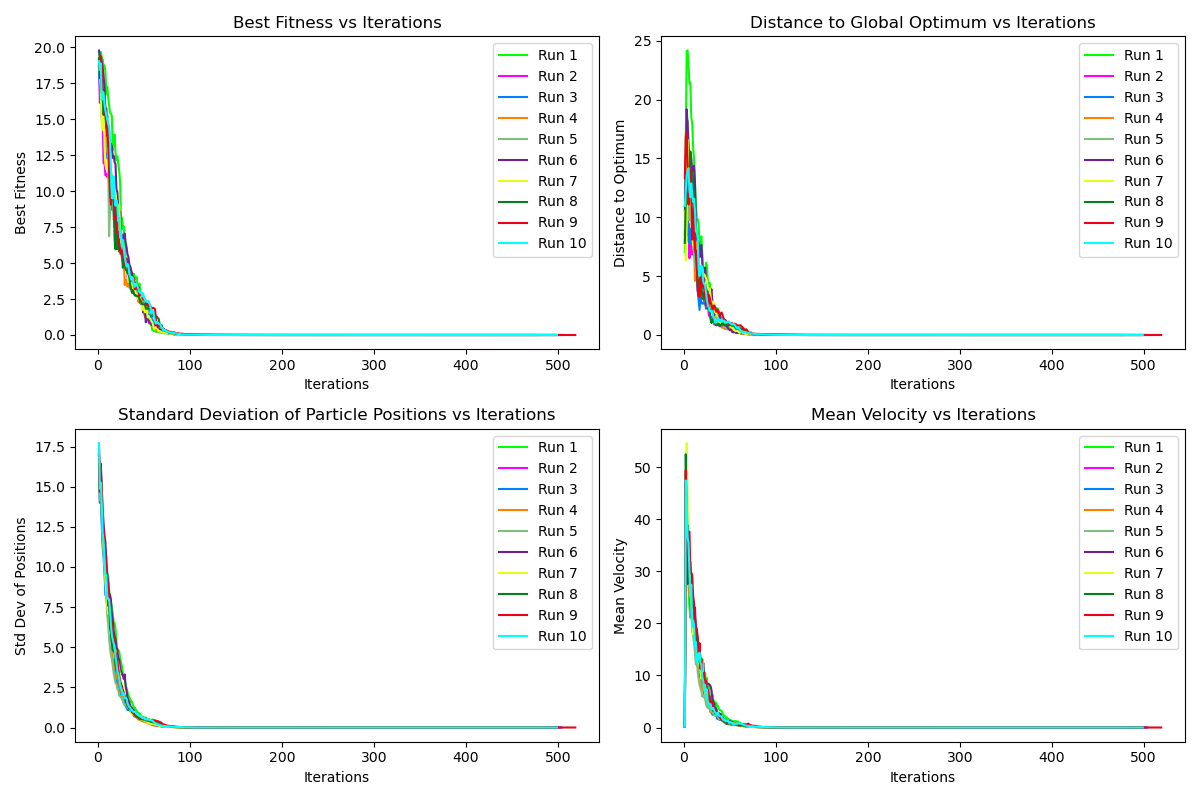 Best Fitness vs Iterations
Best Fitness
20.0
17.5
15.0
12.5
10.0
7.5
5.0
2.5
0.0
0 100 200 300 400 500
Iterations
Run 1
Run 2
Run 3
Run 4
Run 5
Run 6
Run 7
Run 8
Run 9
Run 10
Distance to Global Optimum vs Iterations
Distance to Optimum
25
20
15
10
5
0
0 100 200 300 400 500
Iterations
Run 1
Run 2
Run 3
Run 4
Run 5
Run 6
Run 7
Run 8
Run 9
Run 10
Standard Deviation of Particle Positions vs Iterations
Std Dev of Positions
17.5
15.0
12.5
10.0
7.5
5.0
2.5
0.0
0 100 200 300 400 500
Iterations
Run 1
Run 2
Run 3
Run 4
Run 5
Run 6
Run 7
Run 8
Run 9
Run 10
Mean Velocity vs Iterations
Mean Velocity
50
40
30
20
10
0
0 100 200 300 400 500
Iterations
Run 1
Run 2
Run 3
Run 4
Run 5
Run 6
Run 7
Run 8
Run 9
Run 10